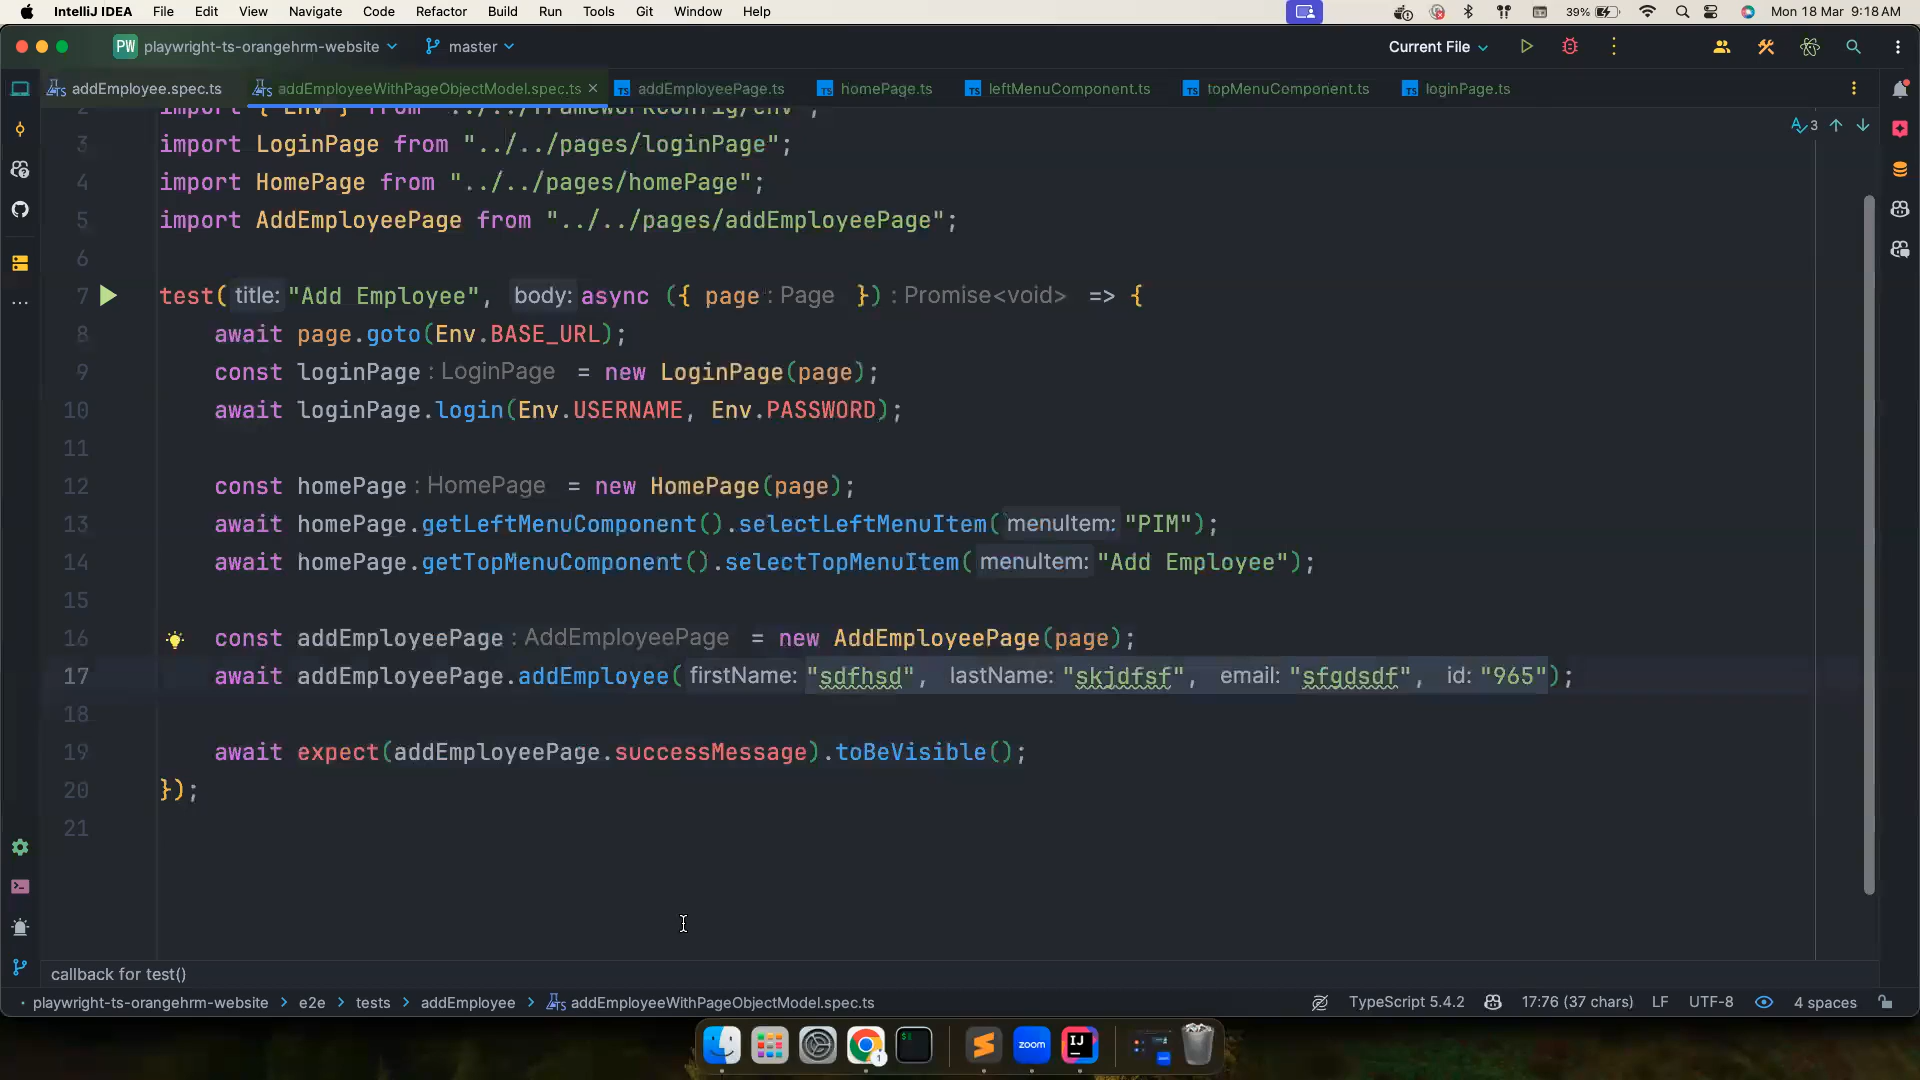 IntelliJ IDEA File Edit View Navigate Code Refactor Build Run Tools Git Window Help 39% Mon 18 Mar 9:18 AM
PW playwright-ts-orangehrm-website master Current File
addEmployee.spec.ts addEmployeeWithPageObjectModel.spec.ts addEmployeePage.ts homePage.ts leftMenuComponent.ts topMenuComponent.ts loginPage.ts
2 import { Env } from "../../frameworkConfig/env";
3 import LoginPage from "../../pages/loginPage"; 3
4 import HomePage from "../../pages/homePage";
5 import AddEmployeePage from "../../pages/addEmployeePage";
6
7 test( title: "Add Employee", body: async ({ page : Page }) : Promise<void> => {
8 await page.goto(Env.BASE_URL);
9 const loginPage : LoginPage = new LoginPage(page);
10 await loginPage.login(Env.USERNAME, Env.PASSWORD);
11
12 const homePage : HomePage = new HomePage(page);
13 await homePage.getLeftMenuComponent().selectLeftMenuItem( menuItem: "PIM");
14 await homePage.getTopMenuComponent().selectTopMenuItem( menuItem: "Add Employee");
15
16 const addEmployeePage : AddEmployeePage = new AddEmployeePage(page);
17 await addEmployeePage.addEmployee( firstName: "sdfhsd", lastName: "skjdfsf", email: "sfgdsdf", id: "965");
18
19 await expect(addEmployeePage.successMessage).toBeVisible();
20 });
21
callback for test()
playwright-ts-orangehrm-website > e2e > tests > addEmployee > addEmployeeWithPageObjectModel.spec.ts TypeScript 5.4.2 17:76 (37 chars) LF UTF-8 4 spaces
zoom IJ